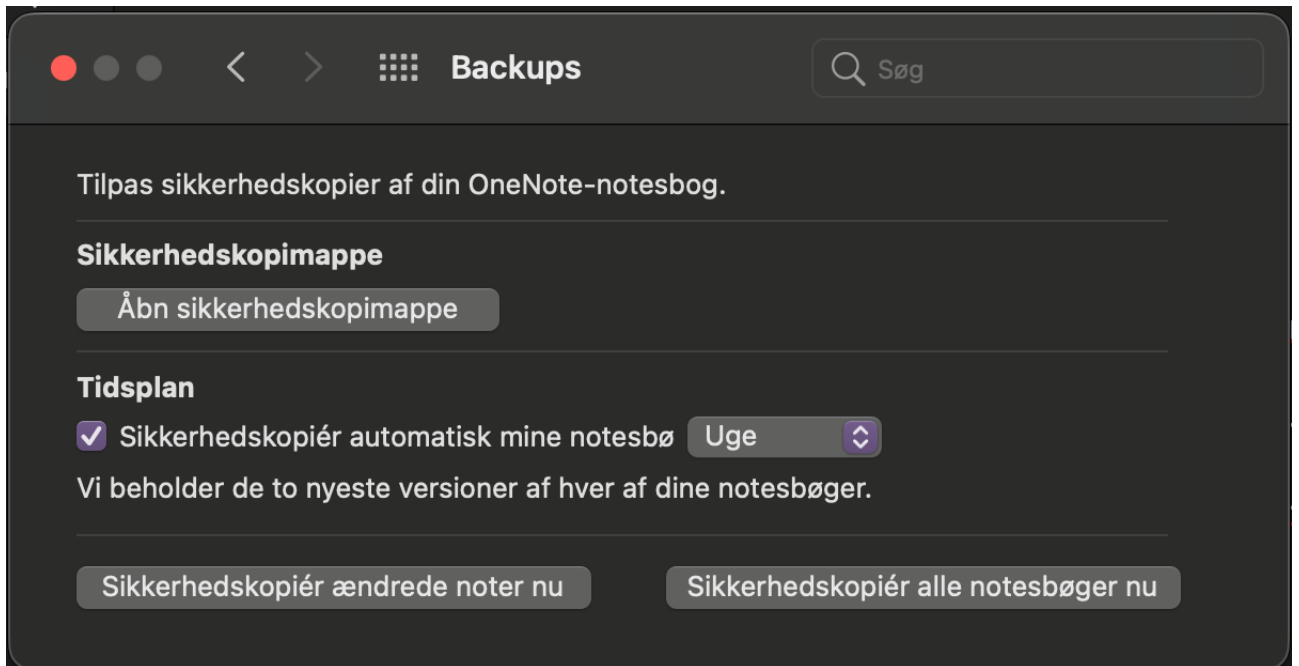 Backups
Søg
Tilpas sikkerhedskopier af din OneNote-notesbog.
Sikkerhedskopimappe
Åbn sikkerhedskopimappe
Tidsplan
Sikkerhedskopiér automatisk mine notesbø Uge
Vi beholder de to nyeste versioner af hver af dine notesbøger.
Sikkerhedskopiér ændrede noter nu Sikkerhedskopiér alle notesbøger nu